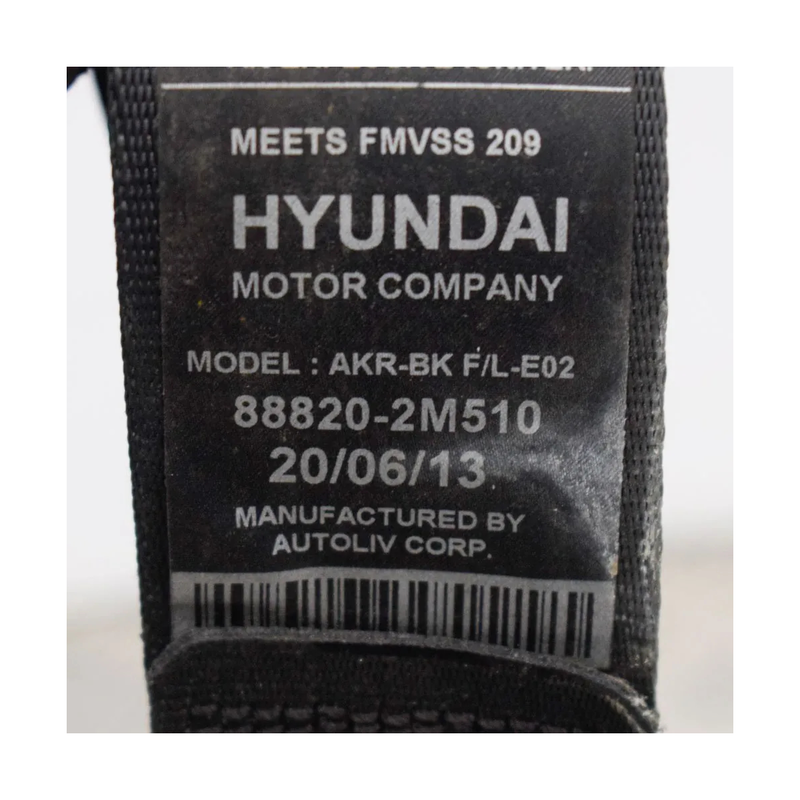 MEETS FMVSS 209
HYUNDAI
MOTOR COMPANY
MODEL : AKR-BK F/L-E02
88820-2M510
20/06/13
MANUFACTURED BY
AUTOLIV CORP.